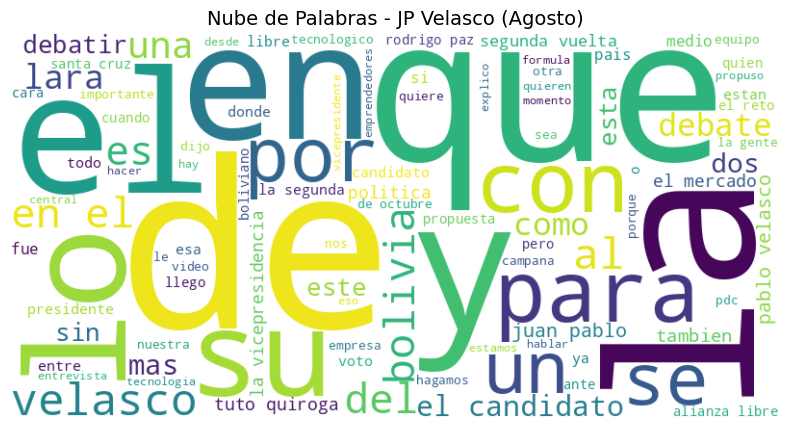 Nube de Palabras - JP Velasco (Agosto)
debatir
una
desde
libre
tecnologico
rodrigo paz
segunda vuelta
medio
equipo
santa cruz
lara
cara
importante
el
en
que
pais
quien
propuso
si
quiere
formula
otra
quieren
momento
explico
emprendedores
vicepresidente
esta
estan
el reto
cuando
donde
es
por
debate
la gente
todo
hacer
dijo
hay
boliviano
la segunda
candidato
politica
con
sea
dos
el mercado
o
porque
central
en el
de
de octubre
propuesta
como
al
pablo velasco
fue
lo
le
esa
video
llego
nos
este
eso
bolivia
y
pero
campana
para
la
pdc
presidente
la vicepresidencia
sin
nuestra
su
empresa
voto
estamos
juan pablo
hablar
tambien
entre
entrevista
mas
tecnologia
hagamos
un
ya
ante
se
velasco
tuto quiroga
del
el candidato
alianza libre